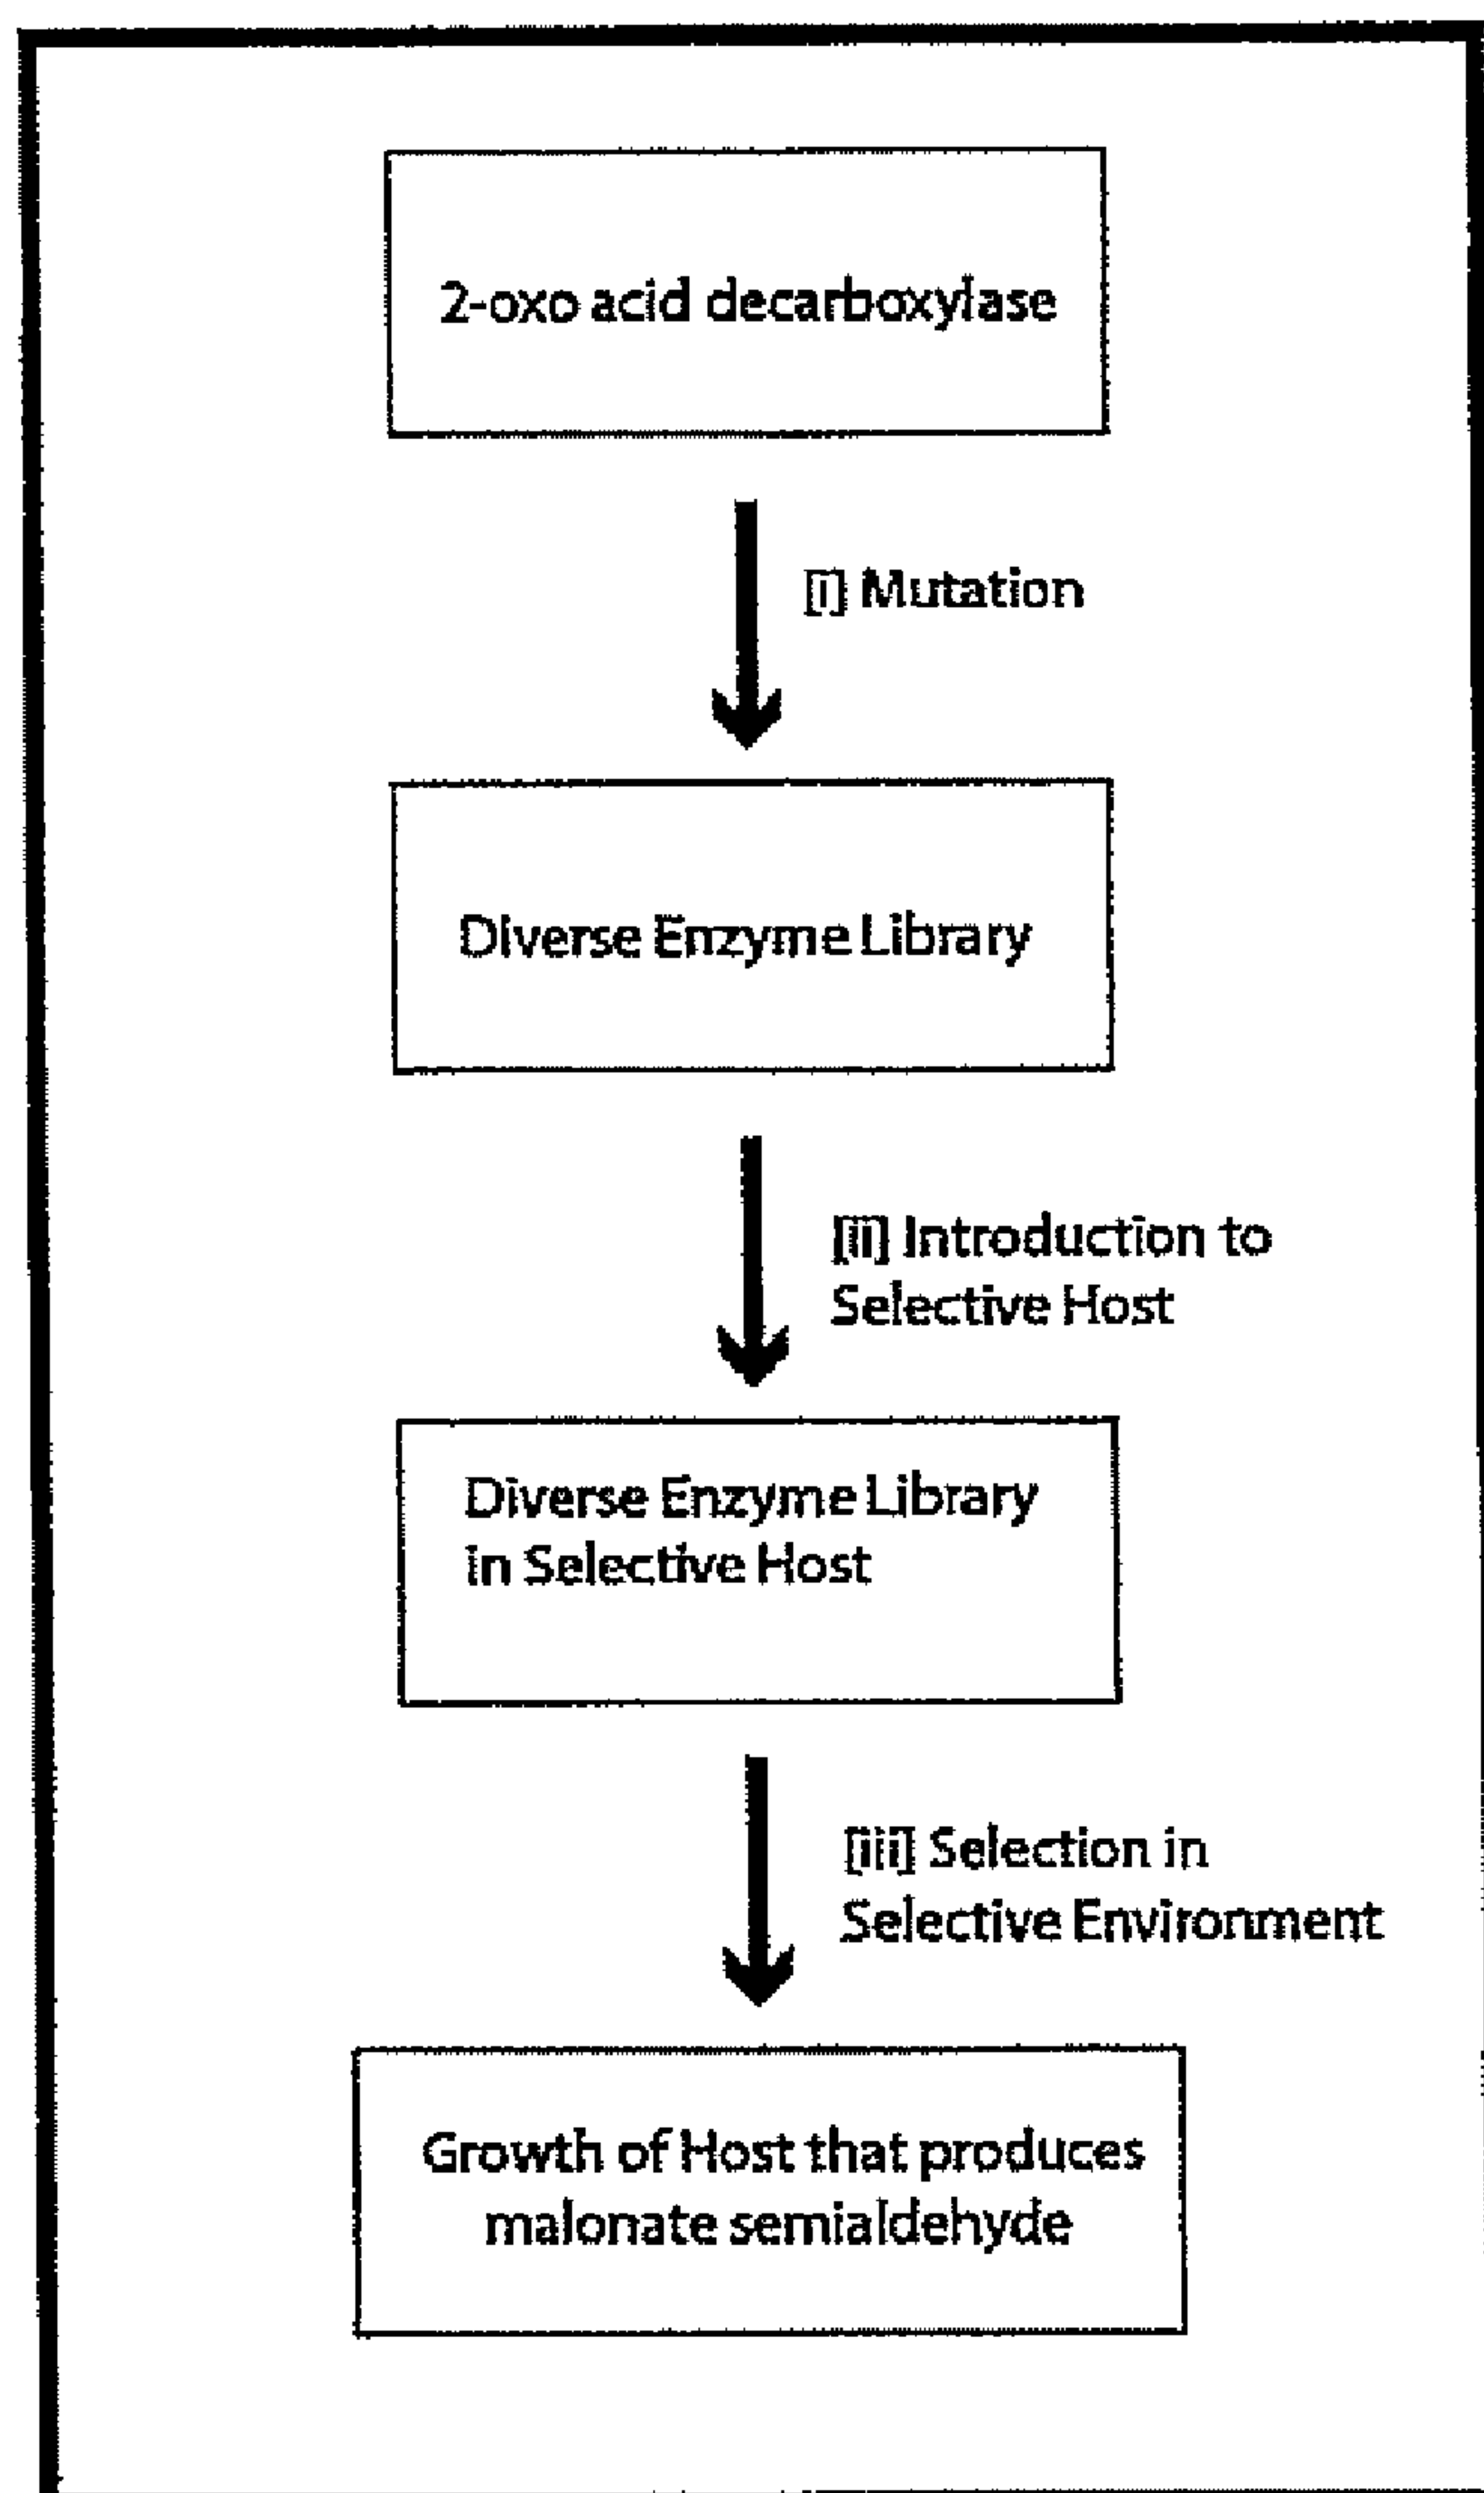 2-oxo acid decarboxylase
[i] Mutation
Diverse Enzyme Library
[ii] Introduction to
Selective Host
Diverse Enzyme Library
in Selective Host
[iii] Selection in
Selective Environment
Growth of Host that produces
malonate semialdehyde